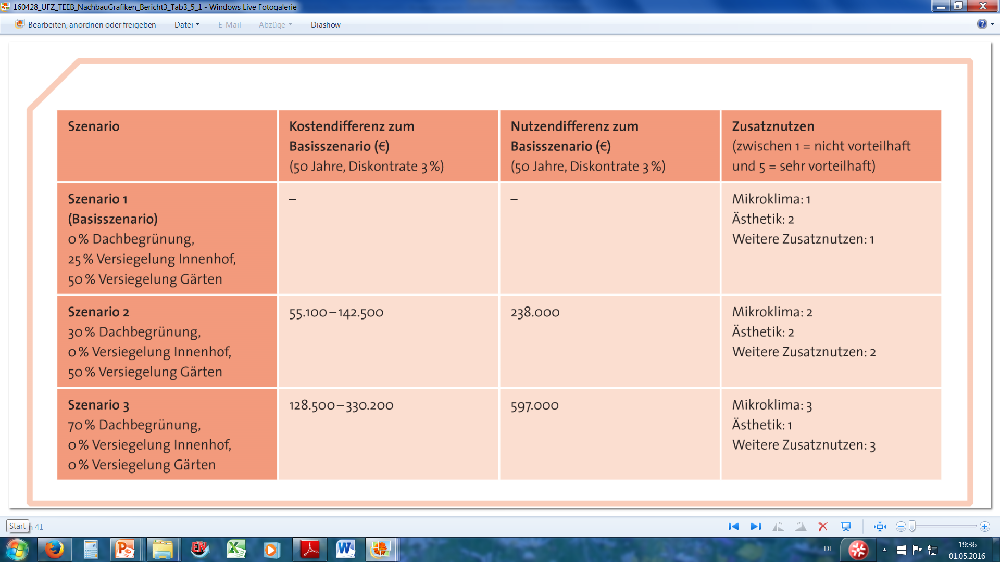 160428_UFZ_TEEB_NachbauGrafiken_Bericht3_Tab3_5_1 - Windows Live Fotogalerie
Bearbeiten, anordnen oder freigeben Datei E-Mail Abzüge Diashow
Szenario
Kostendifferenz zum
Basisszenario (€)
(50 Jahre, Diskontrate 3 %)
Nutzendifferenz zum
Basisszenario (€)
(50 Jahre, Diskontrate 3 %)
Zusatznutzen
(zwischen 1 = nicht vorteilhaft
und 5 = sehr vorteilhaft)
Szenario 1
(Basisszenario)
0 % Dachbegrünung,
25 % Versiegelung Innenhof,
50 % Versiegelung Gärten
–
–
Mikroklima: 1
Ästhetik: 2
Weitere Zusatznutzen: 1
Szenario 2
30 % Dachbegrünung,
0 % Versiegelung Innenhof,
50 % Versiegelung Gärten
55.100 – 142.500
238.000
Mikroklima: 2
Ästhetik: 2
Weitere Zusatznutzen: 2
Szenario 3
70 % Dachbegrünung,
0 % Versiegelung Innenhof,
0 % Versiegelung Gärten
128.500 – 330.200
597.000
Mikroklima: 3
Ästhetik: 1
Weitere Zusatznutzen: 3
Start
41
DE
19:36
01.05.2016